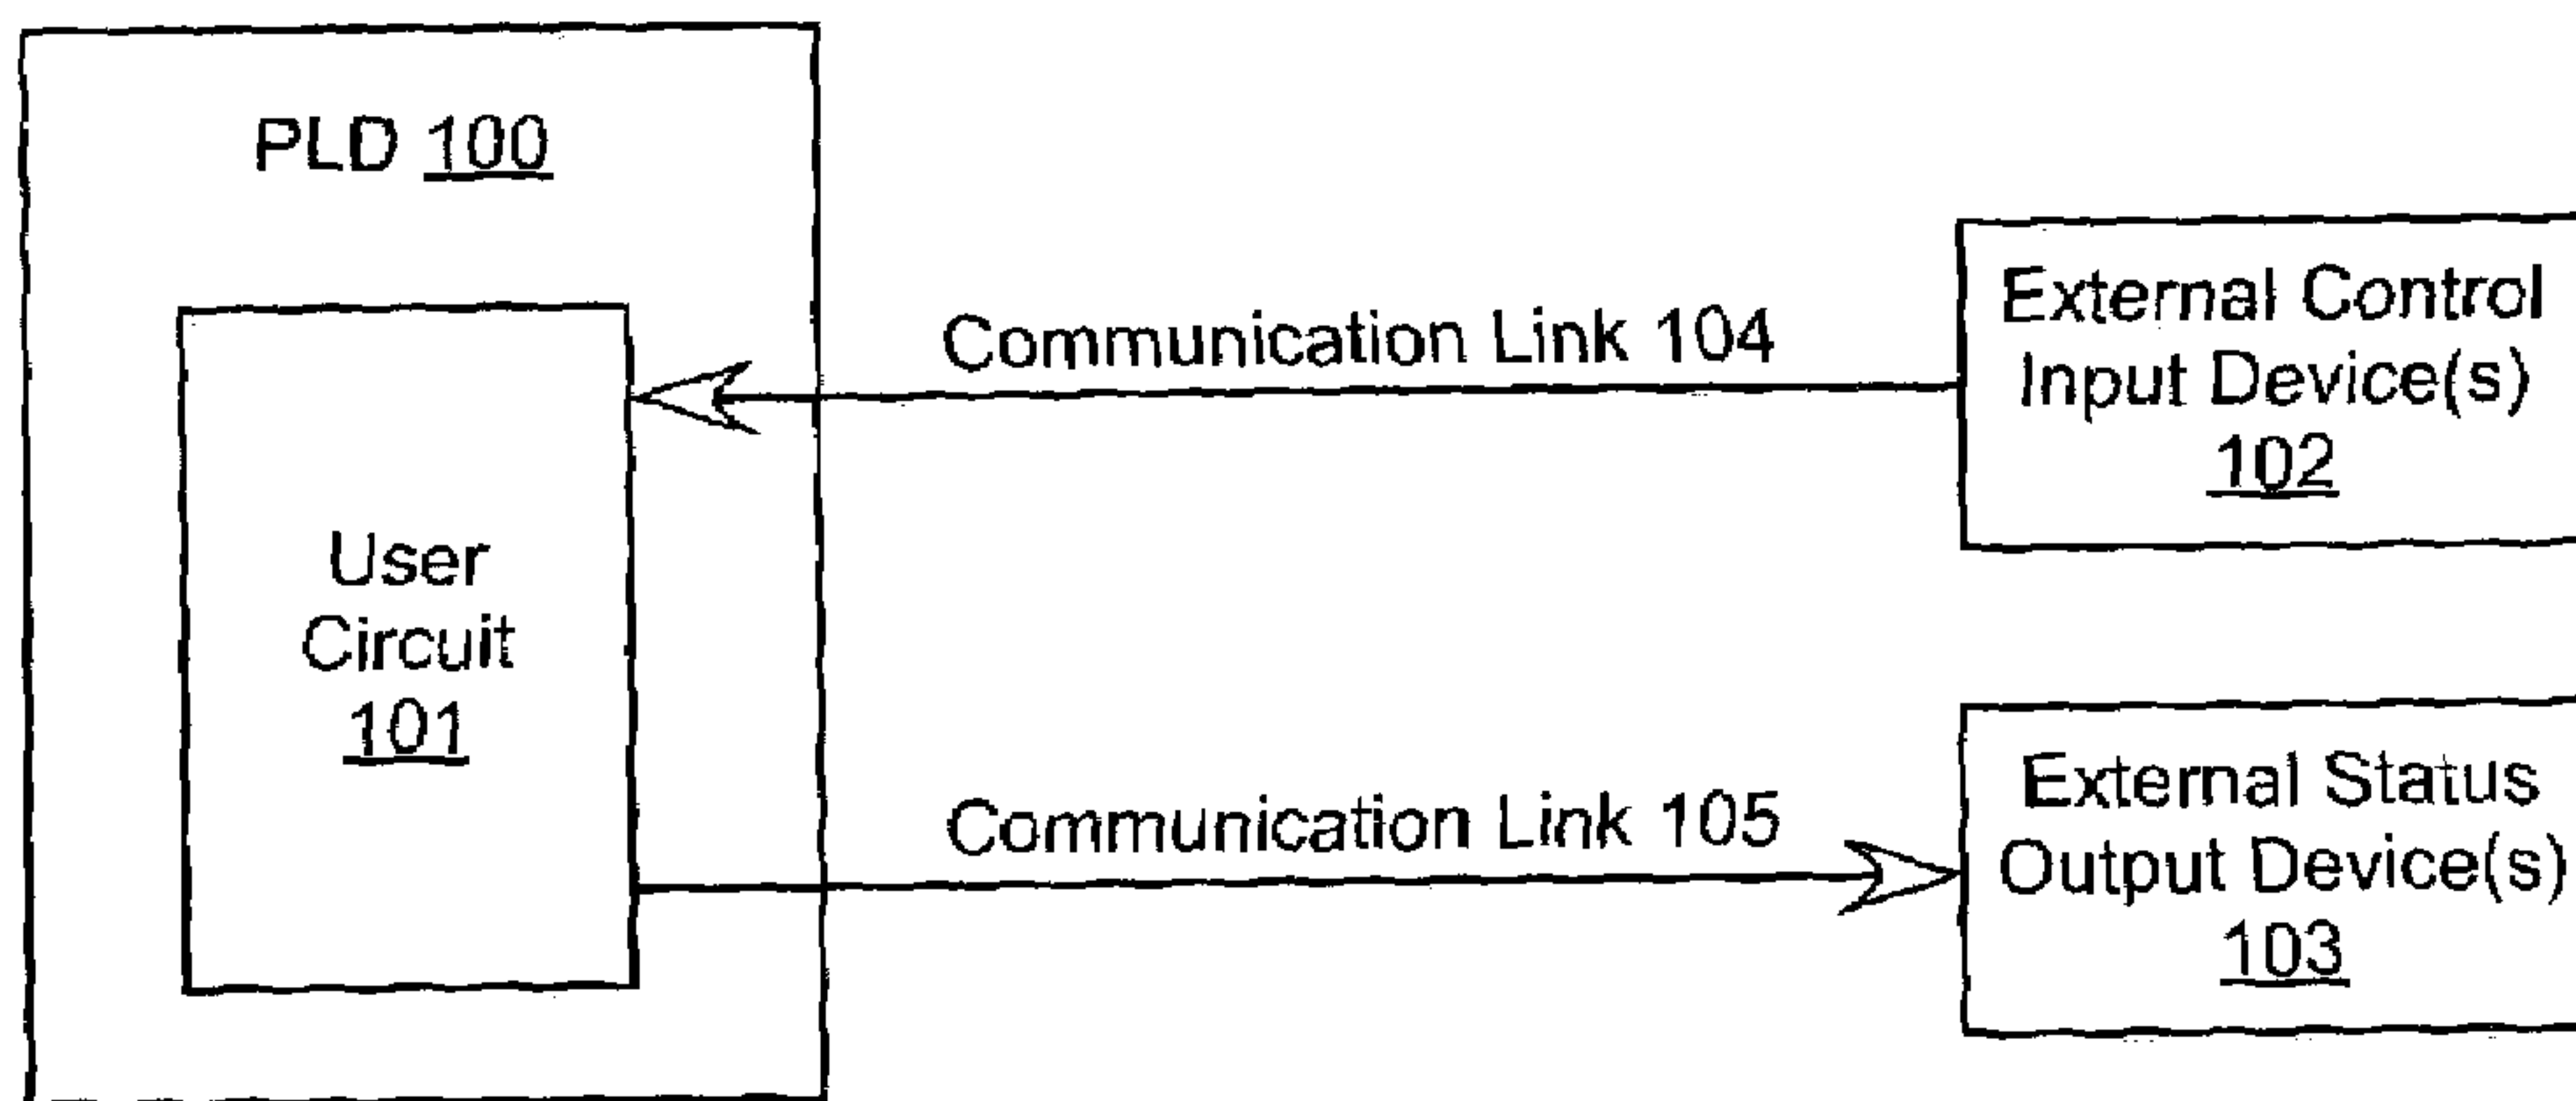 PLD 100
User
Circuit
101
Communication Link 104
External Control
Input Device(s)
102
Communication Link 105
External Status
Output Device(s)
103